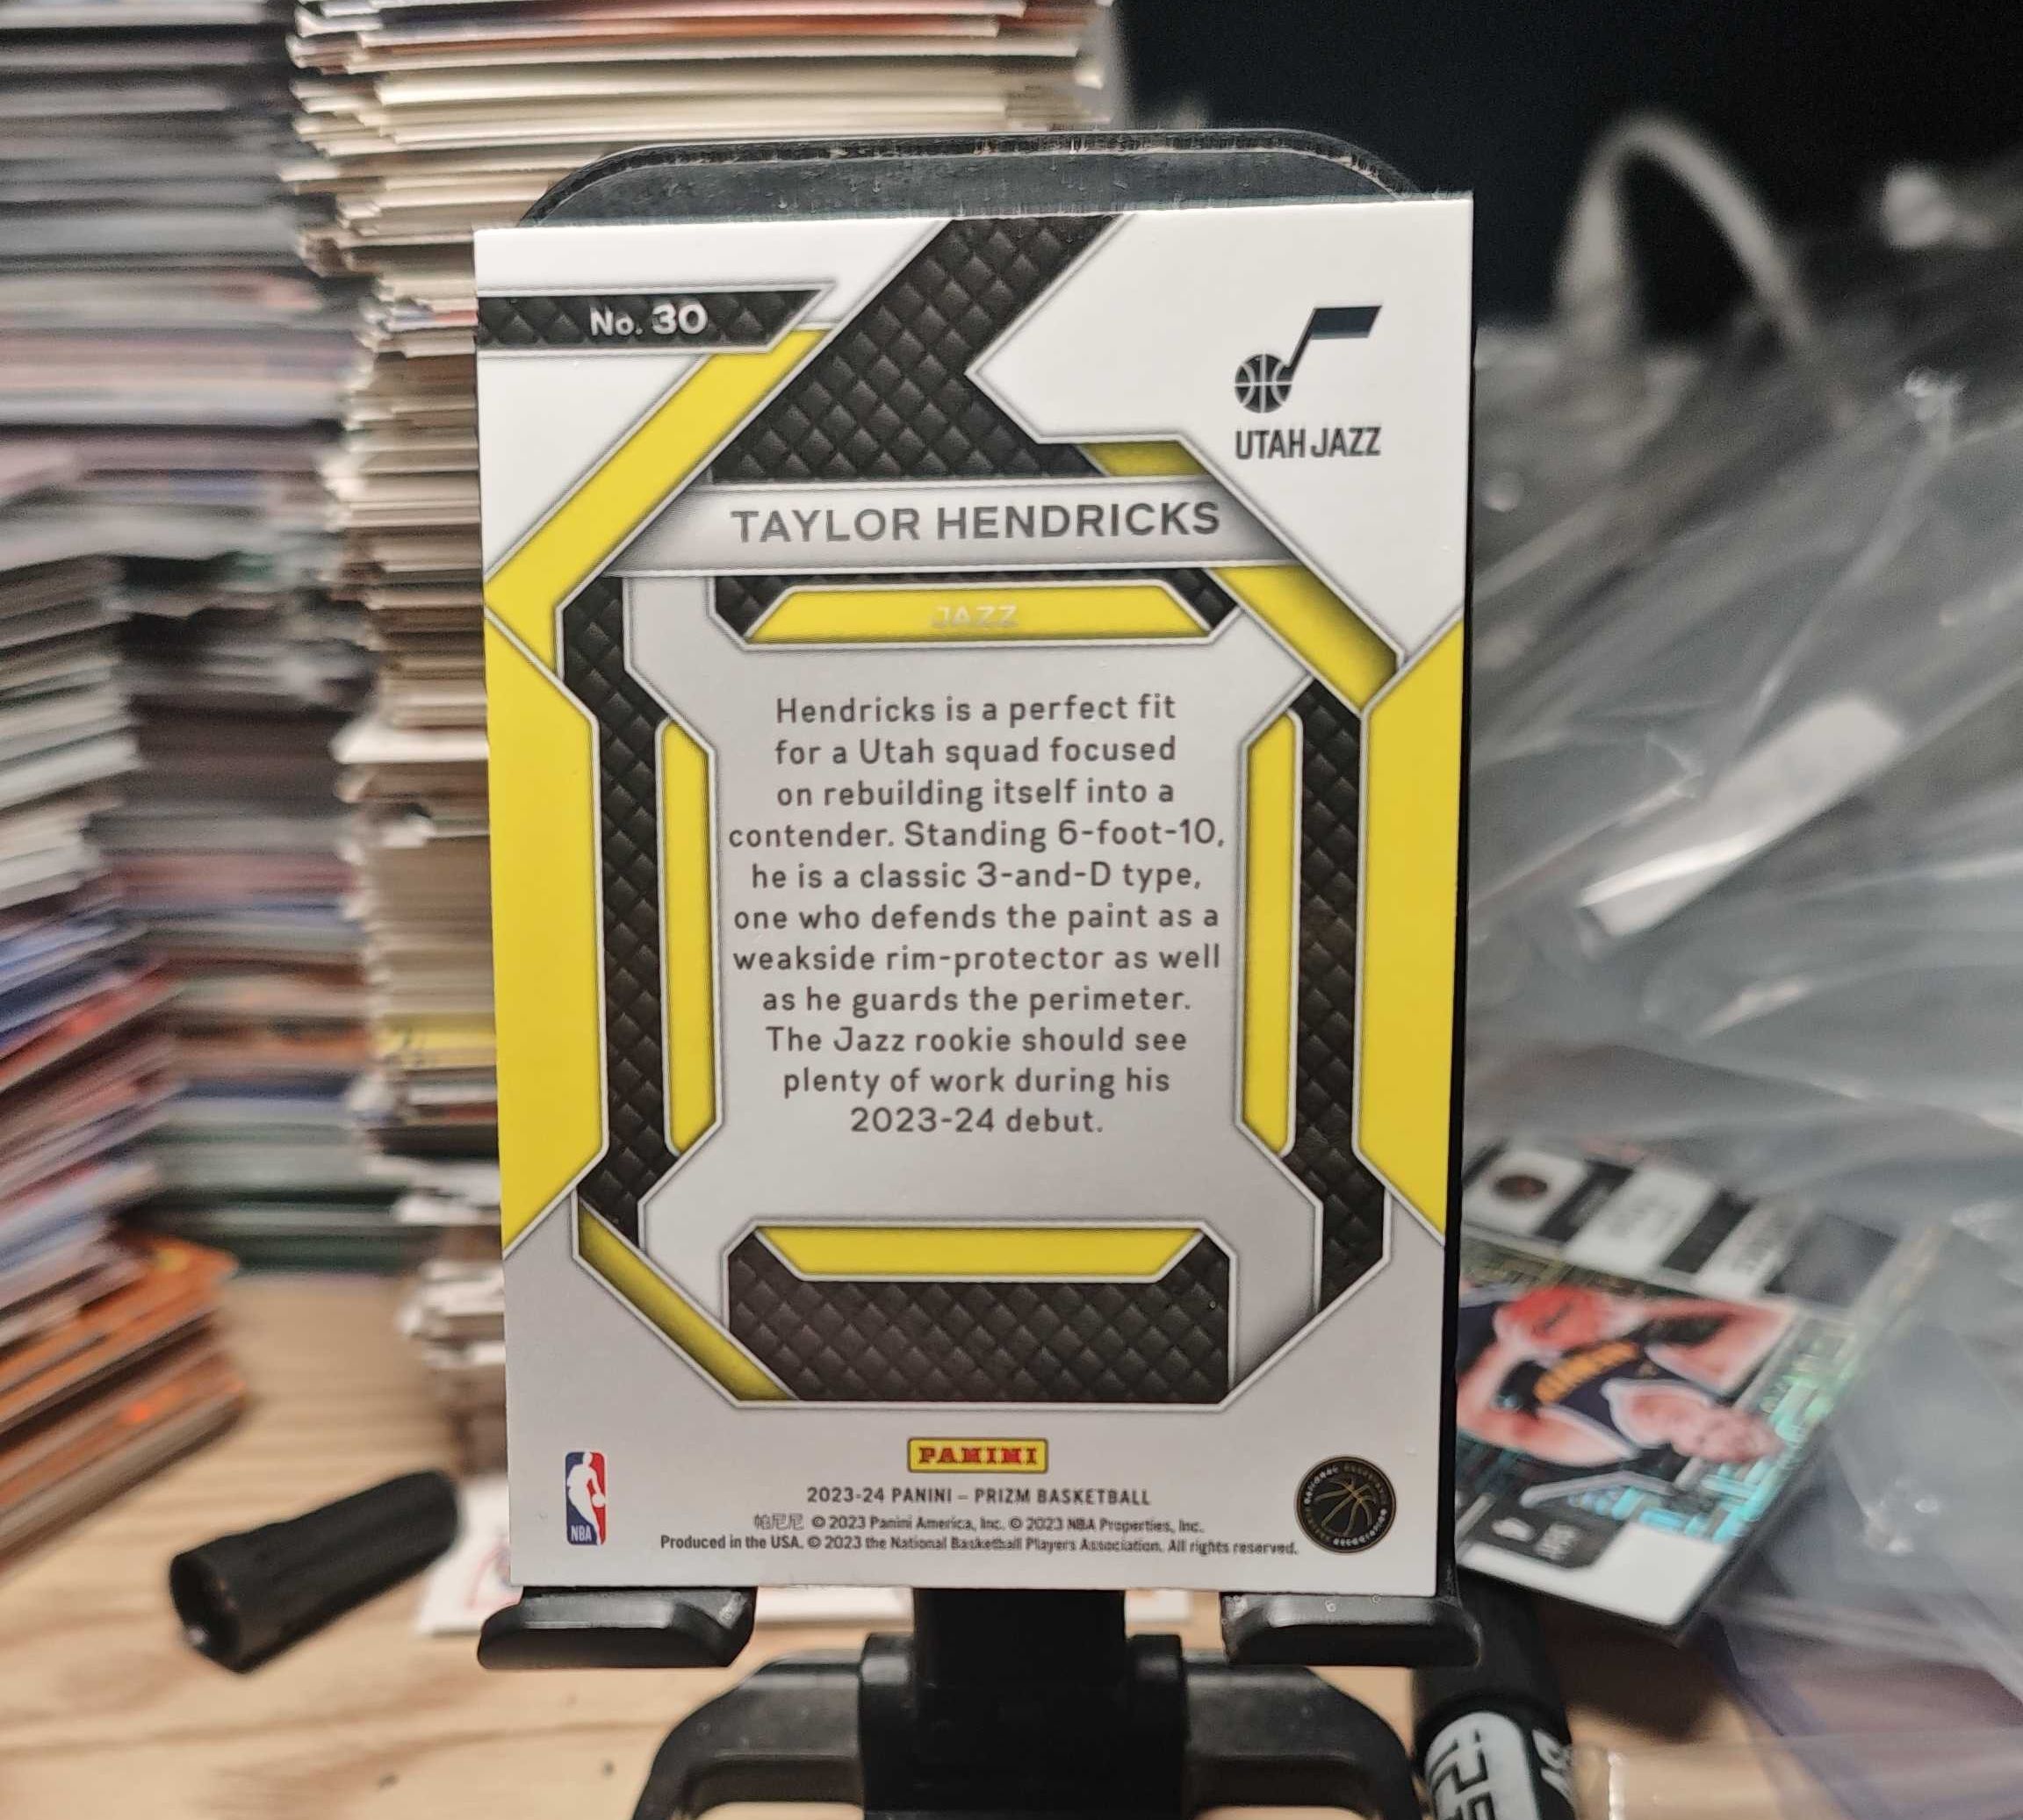 No. 30
UTAH JAZZ
TAYLOR HENDRICKS
JAZZ
Hendricks is a perfect fit
for a Utah squad focused
on rebuilding itself into a
contender. Standing 6-foot-10,
he is a classic 3-and-D type,
one who defends the paint as a
weakside rim-protector as well
as he guards the perimeter.
The Jazz rookie should see
plenty of work during his
2023-24 debut.
PANINI
NBA
2023-24 PANINI – PRIZM BASKETBALL
帕尼尼 © 2023 Panini America, Inc. © 2023 NBA Properties, Inc.
Produced in the USA. © 2023 the National Basketball Players Association. All rights reserved.